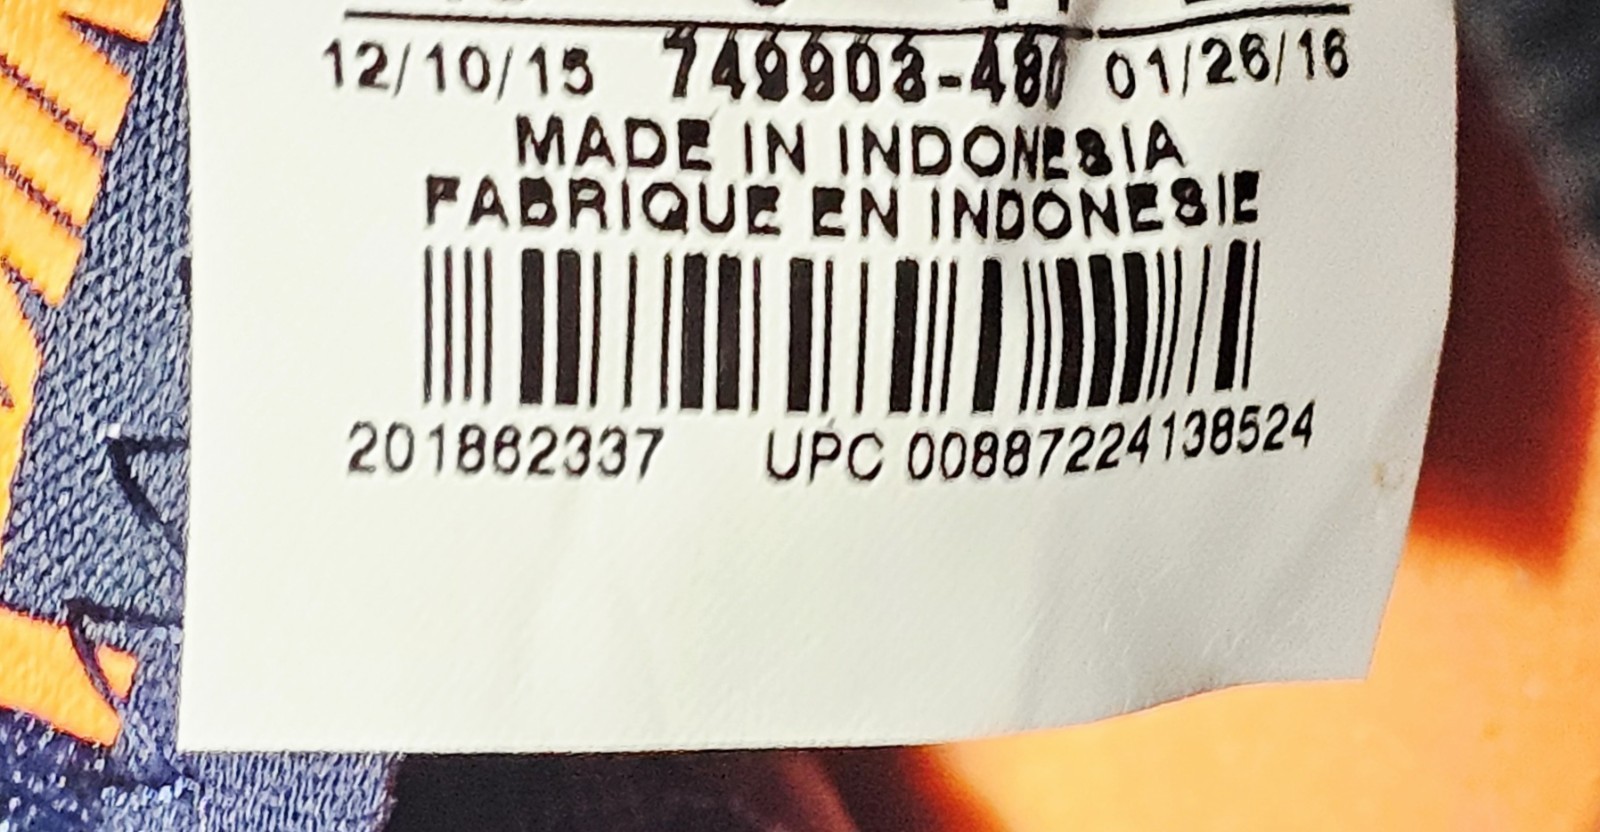 12/10/15 749903-480 01/26/16
MADE IN INDONESIA
FABRIQUE EN INDONESIE
201862337 UPC 00887224138524